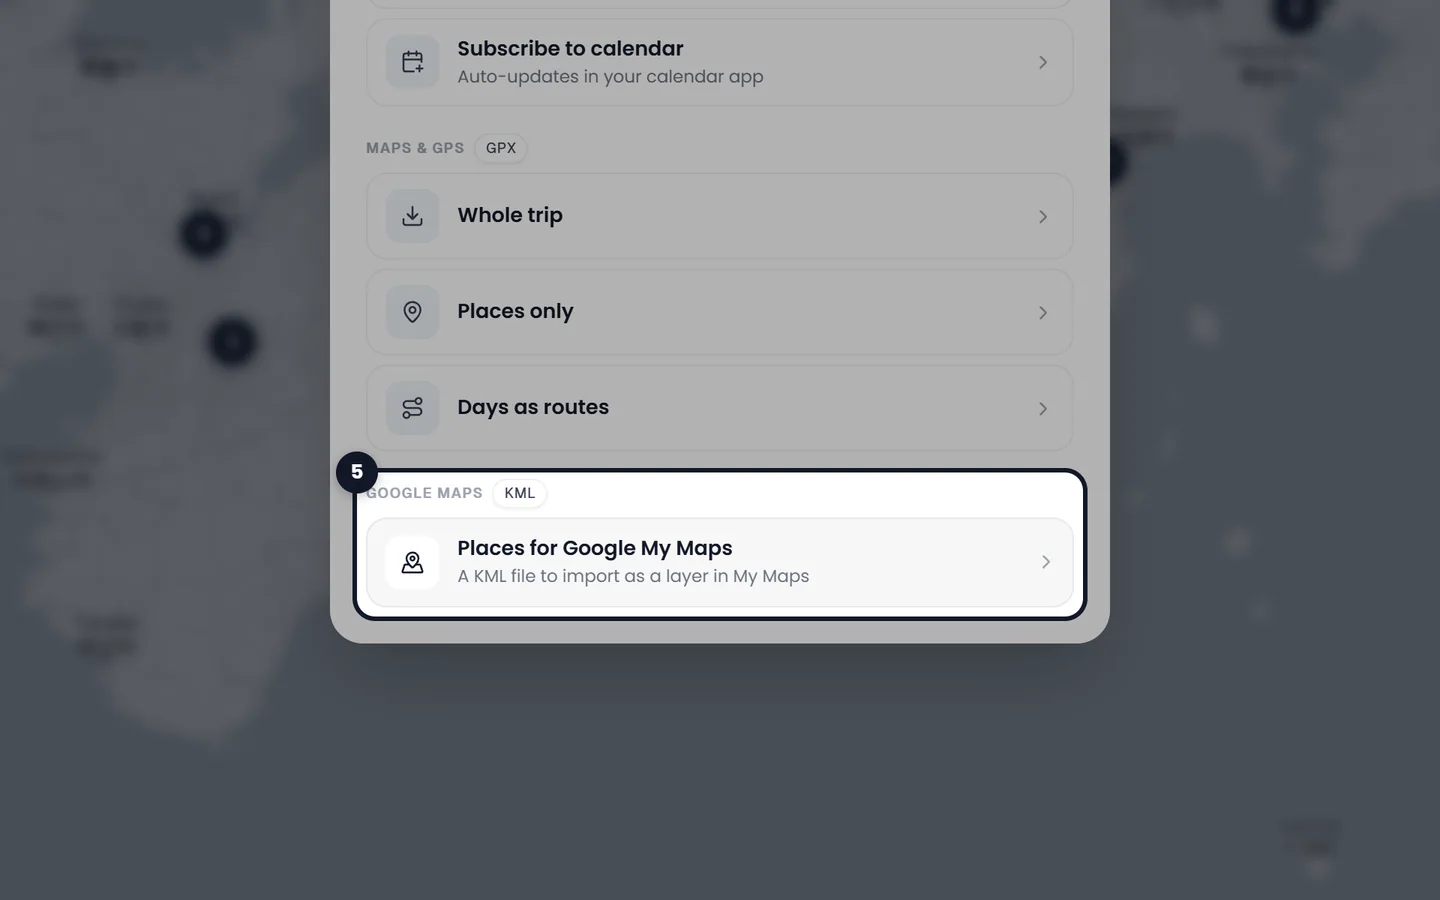 Subscribe to calendar
Auto-updates in your calendar app
MAPS & GPS GPX
Whole trip
Places only
Days as routes
5
GOOGLE MAPS KML
Places for Google My Maps
A KML file to import as a layer in My Maps